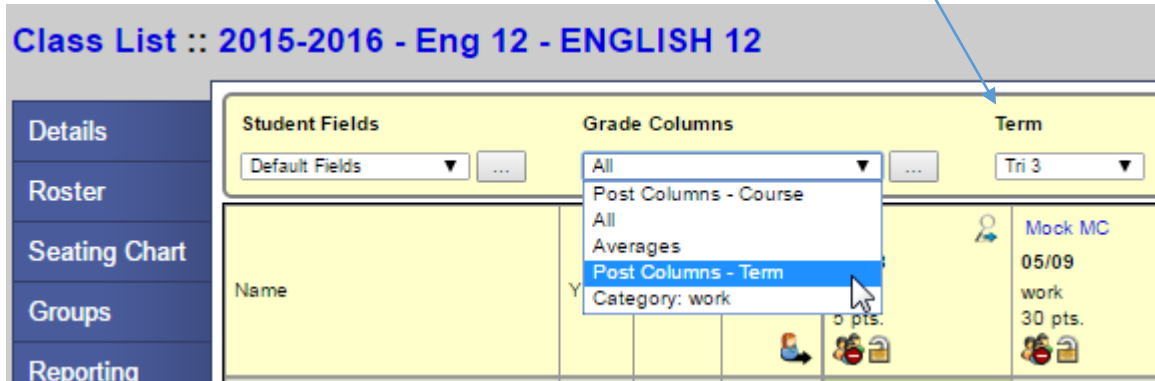 Class List :: 2015-2016 - Eng 12 - ENGLISH 12
Details
Roster
Seating Chart
Groups
Reporting
Student Fields
Grade Columns
Term
Default Fields
...
All
...
Tri 3
Post Columns - Course
All
Averages
Post Columns - Term
Category: work
Name
Y
5 pts.
Mock MC
05/09
work
30 pts.